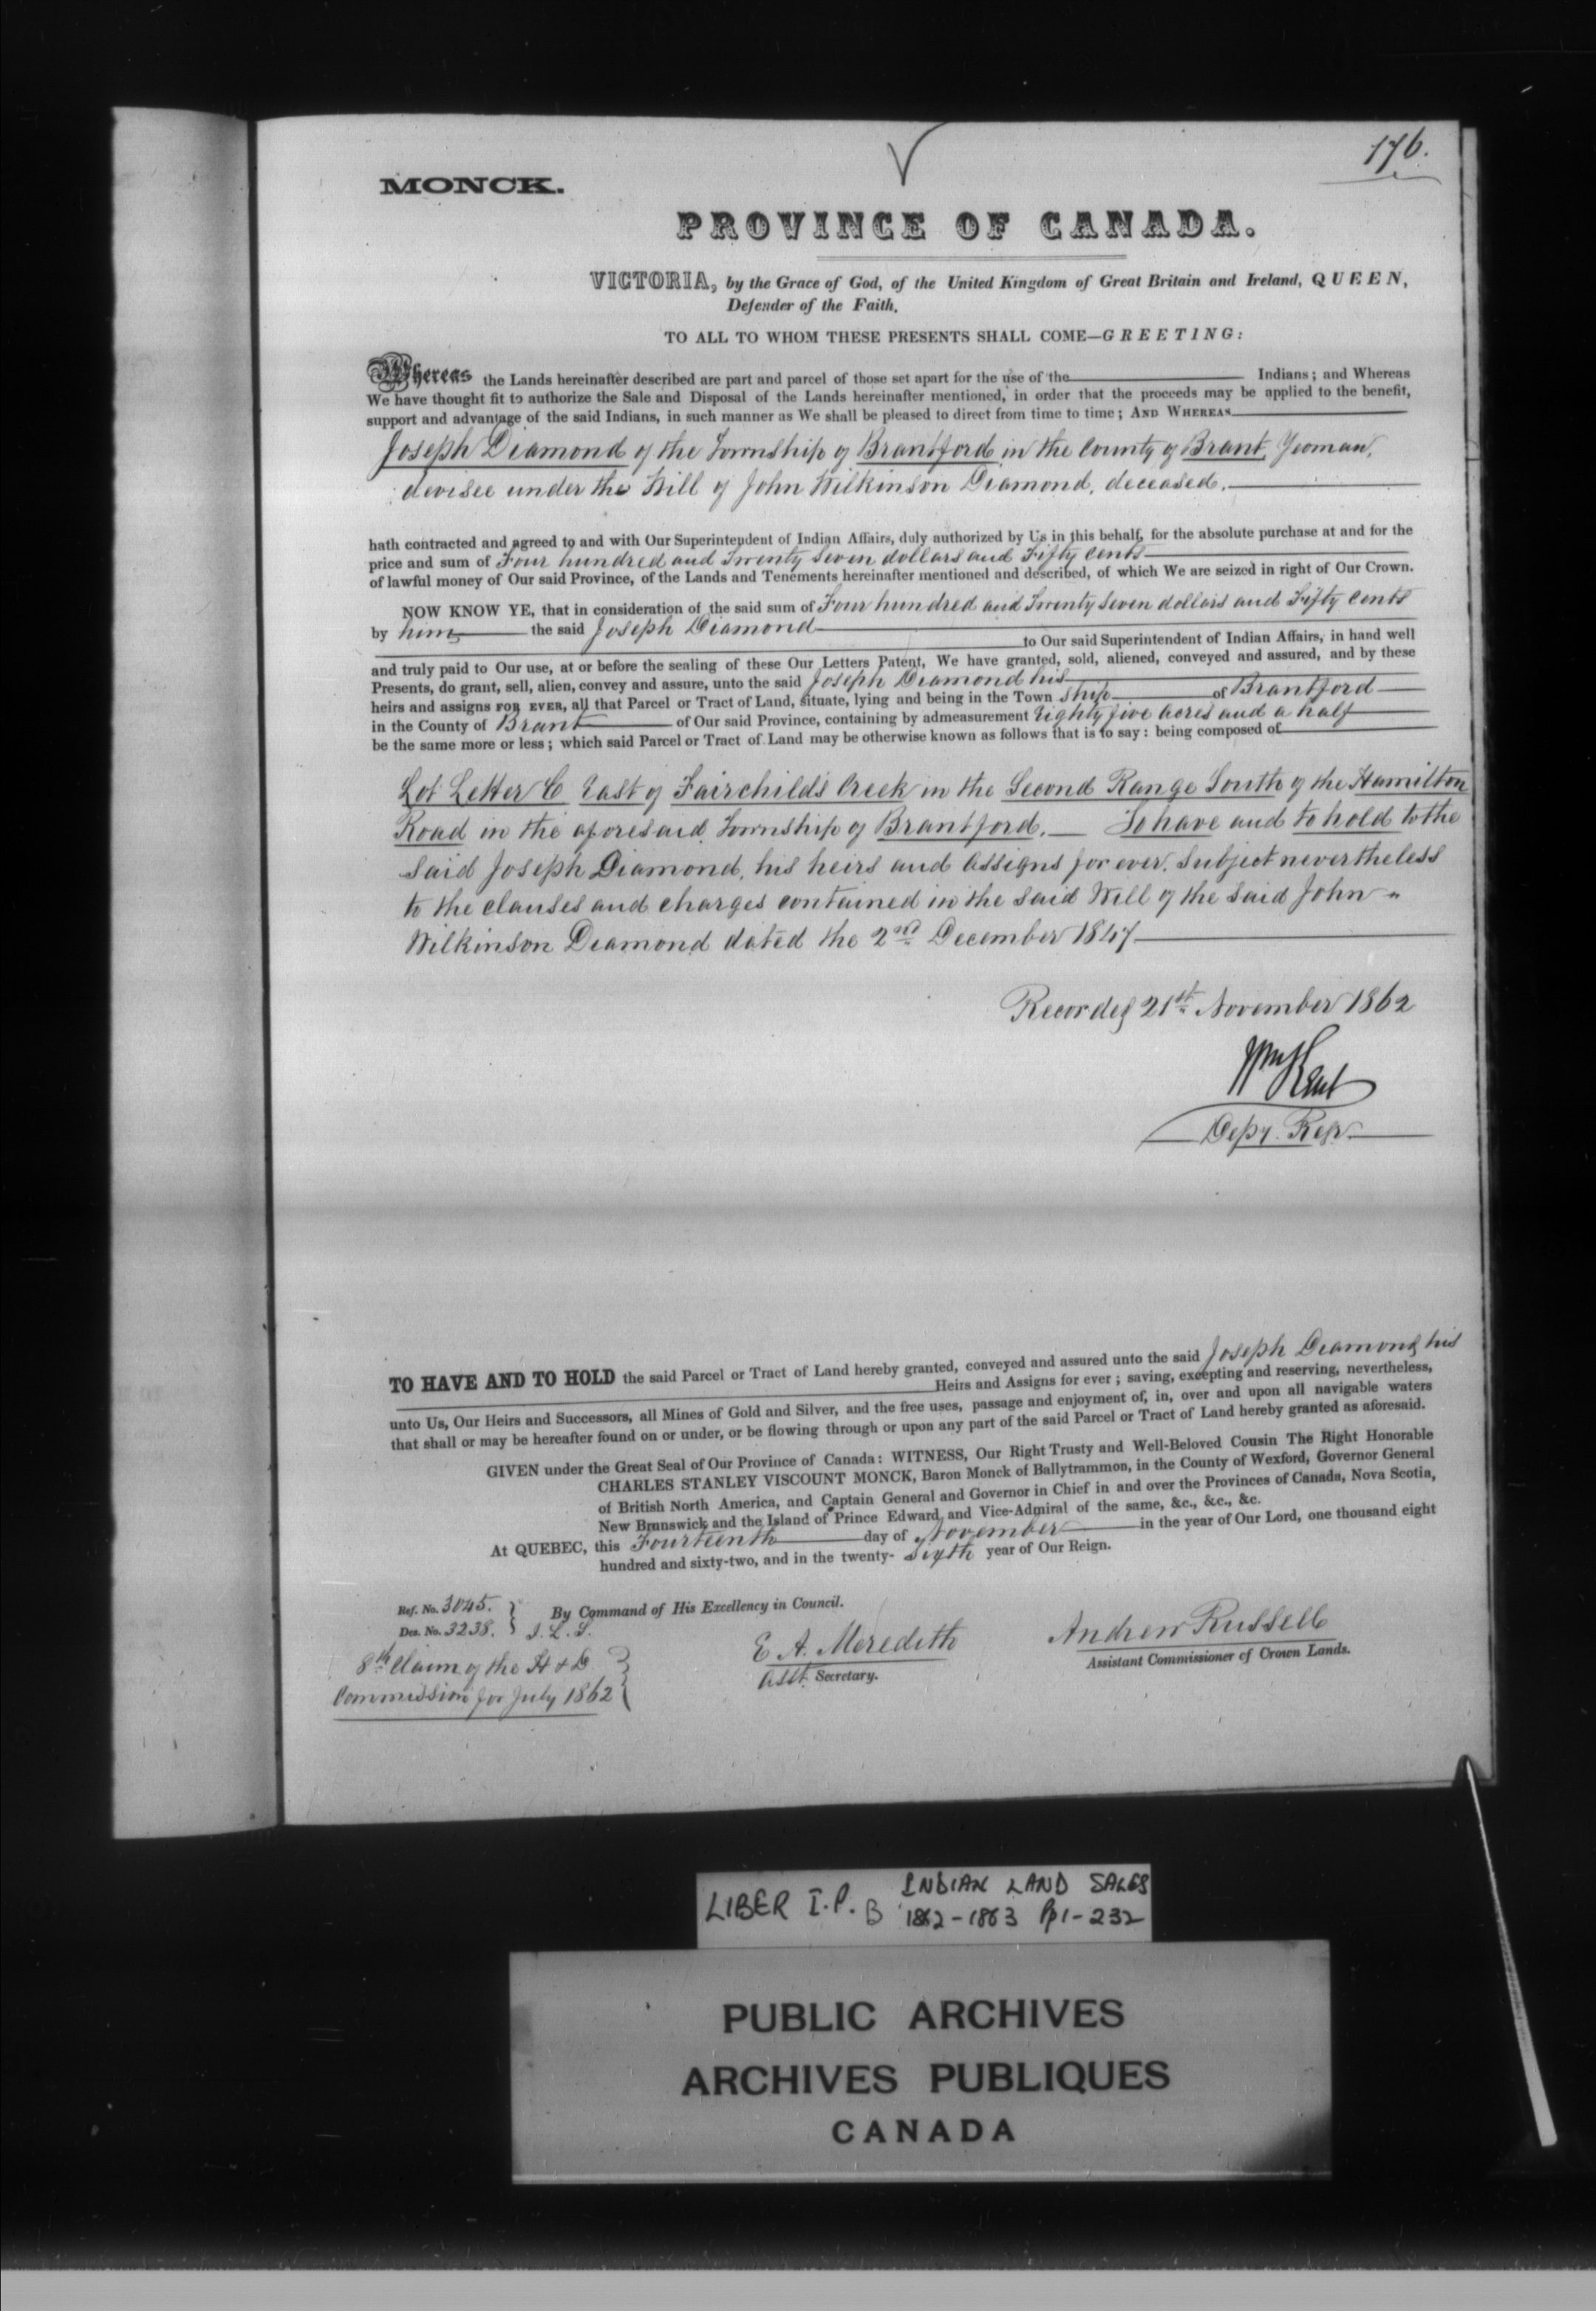 176.
MONCK.
PROVINCE OF CANADA.
VICTORIA, by the Grace of God, of the United Kingdom of Great Britain and Ireland, QUEEN,
Defender of the Faith,
TO ALL TO WHOM THESE PRESENTS SHALL COME—GREETING:
Whereas the Lands hereinafter described are part and parcel of those set apart for the use of the Indians; and Whereas
We have thought fit to authorize the Sale and Disposal of the Lands hereinafter mentioned, in order that the proceeds may be applied to the benefit,
support and advantage of the said Indians, in such manner as We shall be pleased to direct from time to time; AND WHEREAS
Joseph Diamond of the Township of Brantford in the County of Brant, Yeoman,
devisee under the Will of John Wilkinson Diamond, deceased.
hath contracted and agreed to and with Our Superintendent of Indian Affairs, duly authorized by Us in this behalf, for the absolute purchase at and for the
price and sum of Four hundred and Twenty seven dollars and Fifty cents
of lawful money of Our said Province, of the Lands and Tenements hereinafter mentioned and described, of which We are seized in right of Our Crown.
NOW KNOW YE, that in consideration of the said sum of Four hundred and Twenty seven dollars and Fifty cents
by him the said Joseph Diamond
to Our said Superintendent of Indian Affairs, in hand well
and truly paid to Our use, at or before the sealing of these Our Letters Patent, We have granted, sold, aliened, conveyed and assured, and by these
Presents, do grant, sell, alien, convey and assure, unto the said Joseph Diamond his
heirs and assigns FOR EVER, all that Parcel or Tract of Land, situate, lying and being in the Town ship of Brantford
in the County of Brant of Our said Province, containing by admeasurement Eighty five acres and a half
be the same more or less; which said Parcel or Tract of Land may be otherwise known as follows that is to say: being composed of
Lot Letter C East of Fairchild's Creek in the Second Range South of the Hamilton
Road in the aforesaid Township of Brantford. — To have and to hold to the
said Joseph Diamond, his heirs and assigns for ever. Subject nevertheless
to the clauses and charges contained in the said Will of the said John
Wilkinson Diamond dated the 2nd December 1847
Recorded 21st November 1862
Wm Kent
Depy. Regr.
TO HAVE AND TO HOLD the said Parcel or Tract of Land hereby granted, conveyed and assured unto the said Joseph Diamond, his
Heirs and Assigns for ever; saving, excepting and reserving, nevertheless,
unto Us, Our Heirs and Successors, all Mines of Gold and Silver, and the free uses, passage and enjoyment of, in, over and upon all navigable waters
that shall or may be hereafter found on or under, or be flowing through or upon any part of the said Parcel or Tract of Land hereby granted as aforesaid.
GIVEN under the Great Seal of Our Province of Canada: WITNESS, Our Right Trusty and Well-Beloved Cousin The Right Honorable
CHARLES STANLEY VISCOUNT MONCK, Baron Monck of Ballytrammon, in the County of Wexford, Governor General
of British North America, and Captain General and Governor in Chief in and over the Provinces of Canada, Nova Scotia,
New Brunswick and the Island of Prince Edward, and Vice-Admiral of the same, &c., &c., &c.
At QUEBEC, this Fourteenth day of November in the year of Our Lord, one thousand eight
hundred and sixty-two, and in the twenty- sixth year of Our Reign.
Ref. No. 3045.
By Command of His Excellency in Council.
Des. No. 3238. } I. L. S.
8th Claim of the H & D
Commission for July 1862
E. A. Meredith
Asst. Secretary.
Andrew Russell
Assistant Commissioner of Crown Lands.
LIBER I.P. B INDIAN LAND SALES
1862-1863 Pp 1-232
PUBLIC ARCHIVES
ARCHIVES PUBLIQUES
CANADA